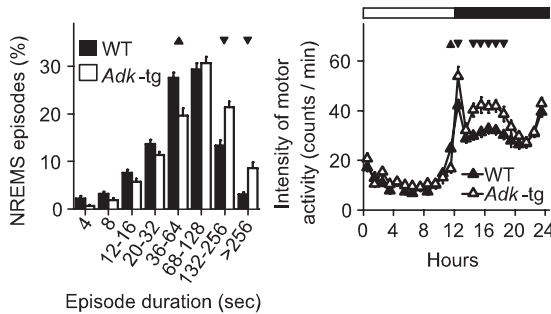 NREMS episodes (%)
30
20
10
0
WT
Adk-tg
4
8
12-16
20-32
36-64
68-128
132-256
>256
Episode duration (sec)
Intensity of motor
activity (counts / min)
60
40
20
0
WT
Adk-tg
0
4
8
12
16
20
24
Hours